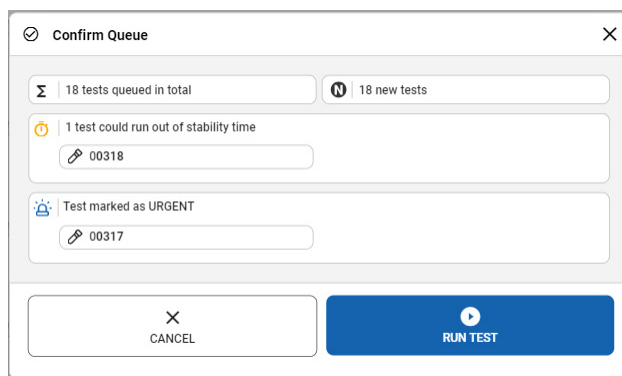 Confirm Queue
Σ 18 tests queued in total
N 18 new tests
1 test could run out of stability time
00318
Test marked as URGENT
00317
CANCEL
RUN TEST